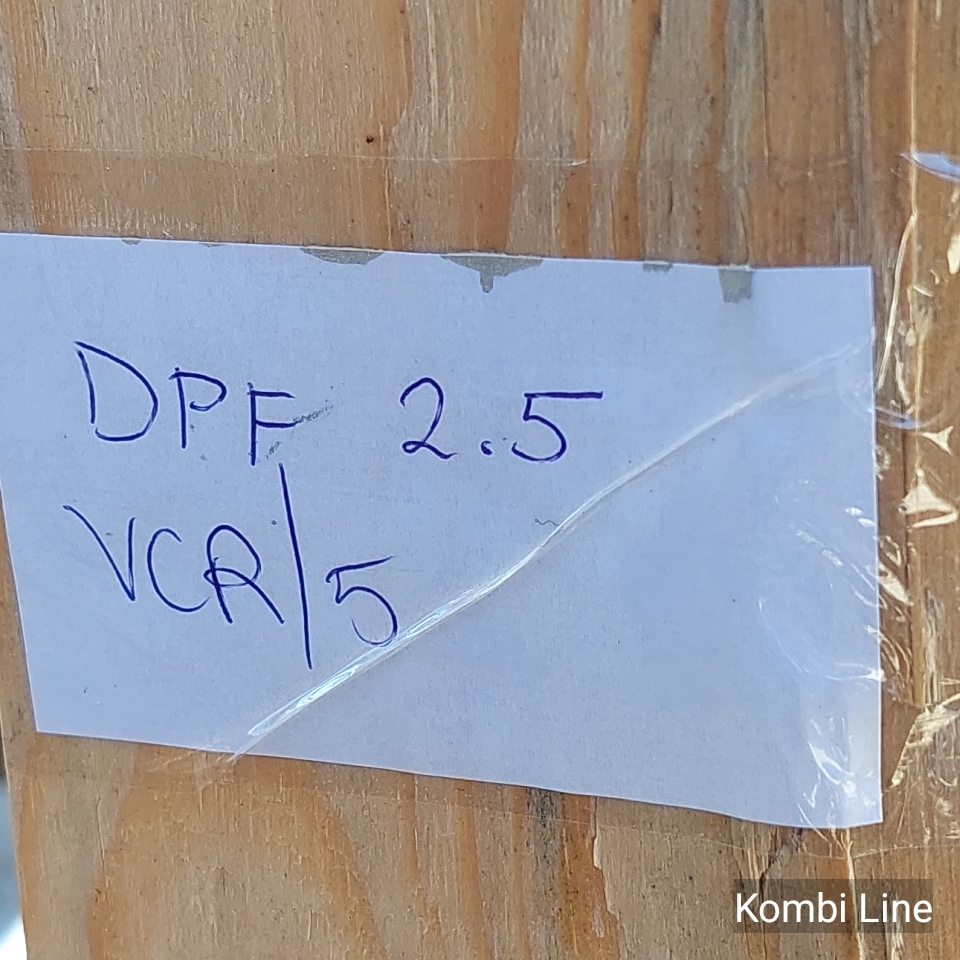 DPF 2.5
VCR/5
Kombi Line